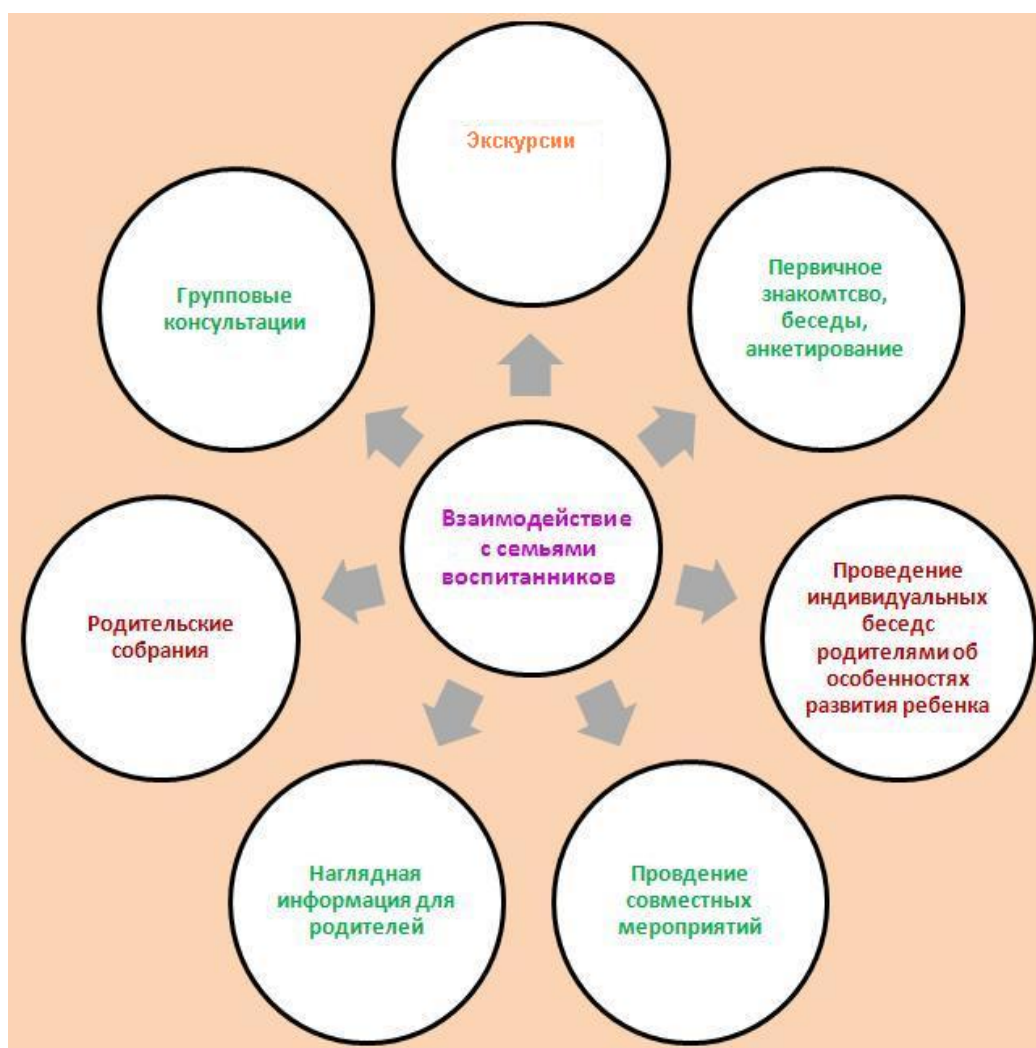 Экскурсии
Групповые
консультации
Первичное
знакомтсво,
беседы,
анкетирование
Взаимодействие
с семьями
воспитанников
Родительские
собрания
Проведение
индивидуальных
беседс
родителями об
особенностях
развития ребенка
Наглядная
информация для
родителей
Провдение
совместных
мероприятий